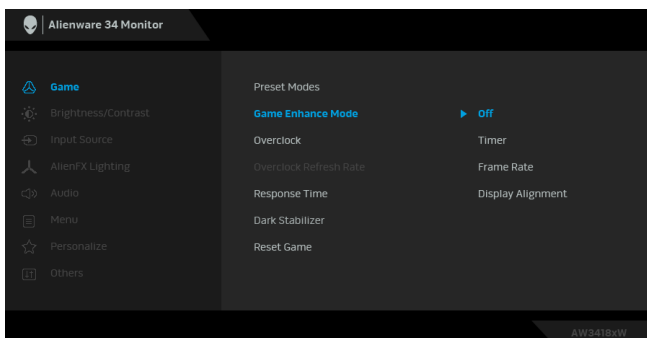 Alienware 34 Monitor
Game
Brightness/Contrast
Input Source
AlienFX Lighting
Audio
Menu
Personalize
Others
Preset Modes
Game Enhance Mode
Overclock
Overclock Refresh Rate
Response Time
Dark Stabilizer
Reset Game
Off
Timer
Frame Rate
Display Alignment
AW3418xW